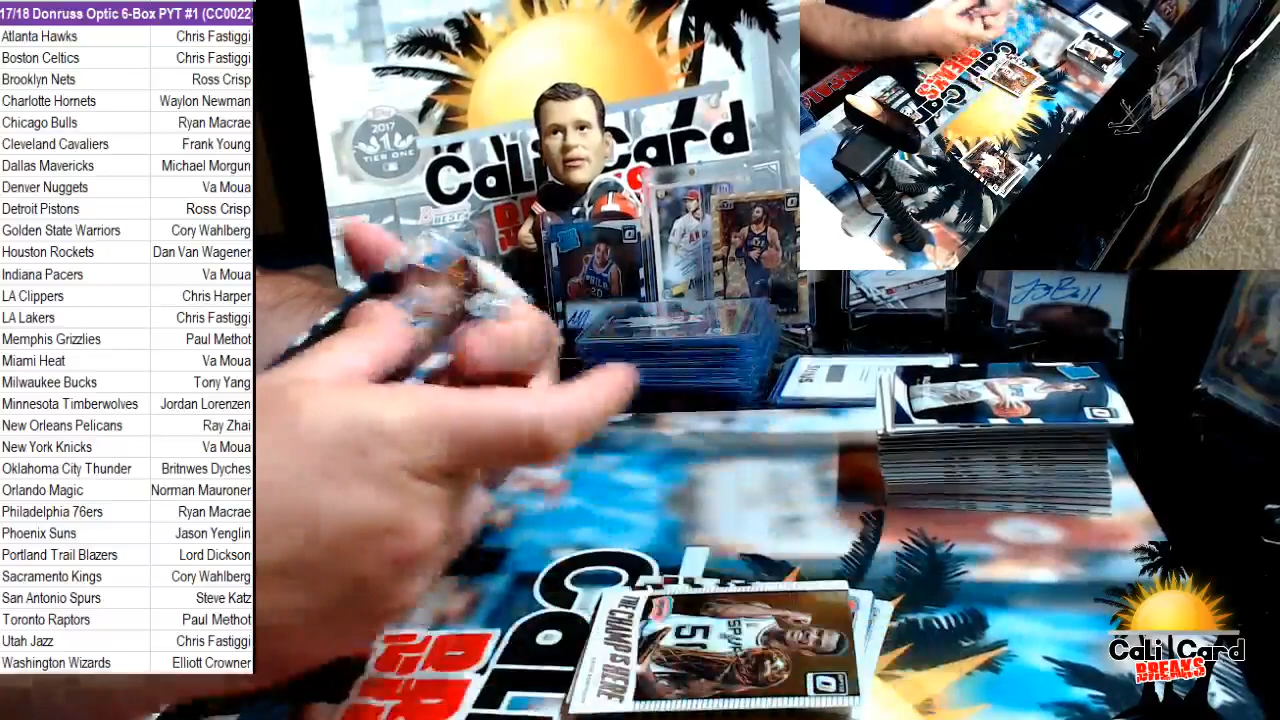 17/18 Donruss Optic 6-Box PYT #1 (CC0022)
Atlanta Hawks Chris Fastiggi
Boston Celtics Chris Fastiggi
Brooklyn Nets Ross Crisp
Charlotte Hornets Waylon Newman
Chicago Bulls Ryan Macrae
Cleveland Cavaliers Frank Young
Dallas Mavericks Michael Morgun
Denver Nuggets Va Moua
Detroit Pistons Ross Crisp
Golden State Warriors Cory Wahlberg
Houston Rockets Dan Van Wagener
Indiana Pacers Va Moua
LA Clippers Chris Harper
LA Lakers Chris Fastiggi
Memphis Grizzlies Paul Methot
Miami Heat Va Moua
Milwaukee Bucks Tony Yang
Minnesota Timberwolves Jordan Lorenzen
New Orleans Pelicans Ray Zhai
New York Knicks Va Moua
Oklahoma City Thunder Britnwes Dyches
Orlando Magic Norman Mauroner
Philadelphia 76ers Ryan Macrae
Phoenix Suns Jason Yenglin
Portland Trail Blazers Lord Dickson
Sacramento Kings Cory Wahlberg
San Antonio Spurs Steve Katz
Toronto Raptors Paul Methot
Utah Jazz Chris Fastiggi
Washington Wizards Elliott Crowner
2017
TIER ONE
Cali Card
PHILA
20
THE CHAMP IS HERE
SPURS
50
Cali Card
BREAKS